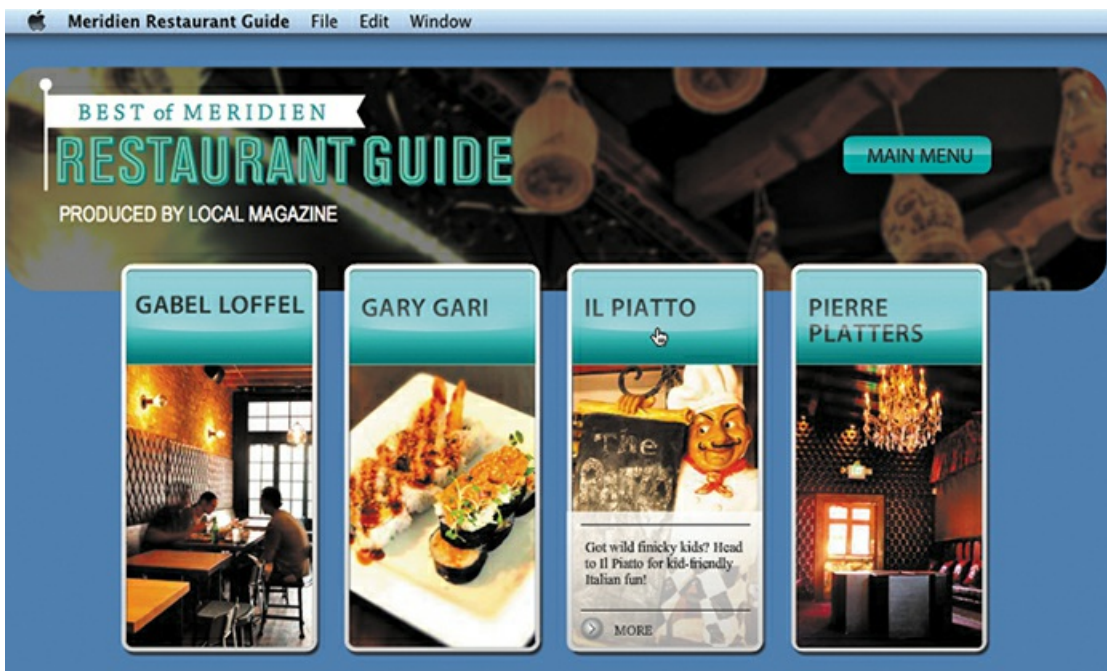 Meridien Restaurant Guide File Edit Window
BEST of MERIDIEN
RESTAURANT GUIDE
PRODUCED BY LOCAL MAGAZINE
MAIN MENU
GABEL LOFFEL
GARY GARI
IL PIATTO
PIERRE
PLATTERS
The
Got wild finicky kids? Head
to Il Piatto for kid-friendly
Italian fun!
MORE